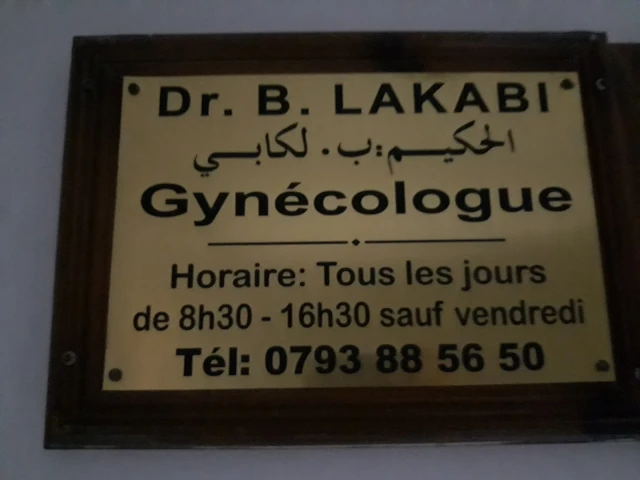 Dr. B. LAKABI
الحكيم: ب. لكابي
Gynécologue
Horaire: Tous les jours
de 8h30 - 16h30 sauf vendredi
Tél: 0793 88 56 50